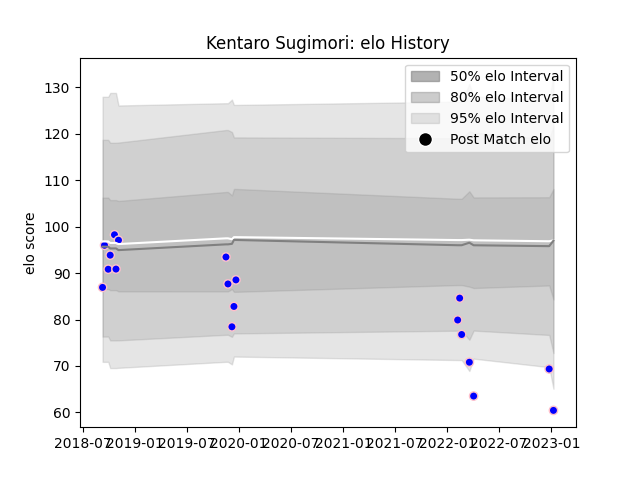 Kentaro Sugimori: elo History
50% elo Interval
80% elo Interval
95% elo Interval
Post Match elo
elo score
130
120
110
100
90
80
70
60
2018-07 2019-01 2019-07 2020-01 2020-07 2021-01 2021-07 2022-01 2022-07 2023-01